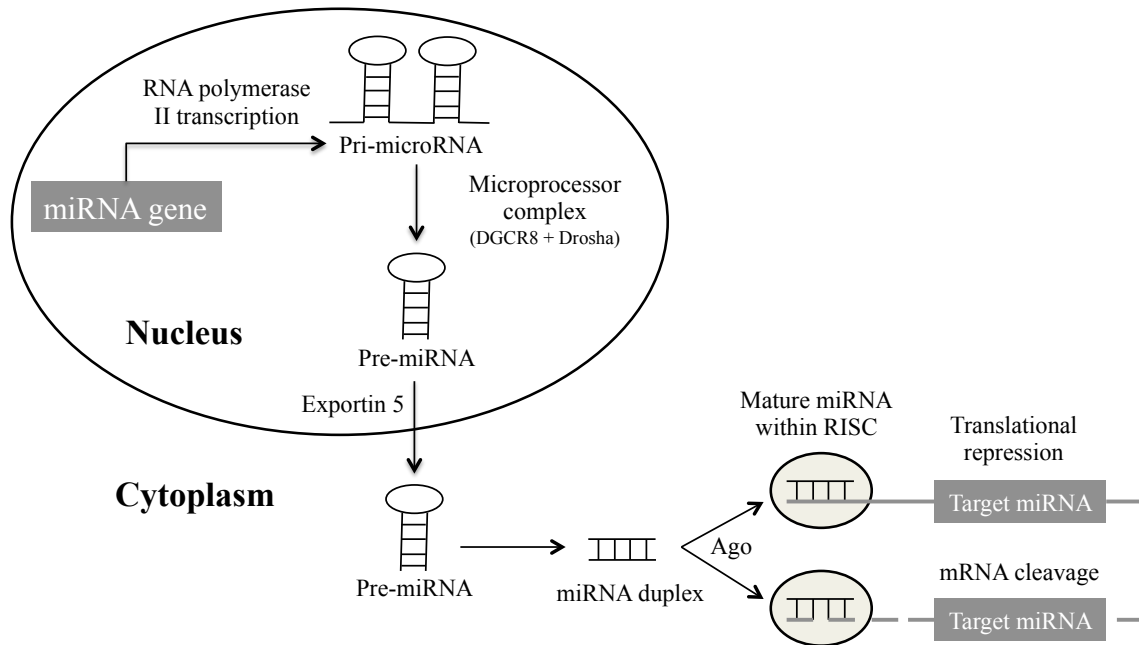 RNA polymerase
II transcription
Pri-microRNA
miRNA gene
Microprocessor
complex
(DGCR8 + Drosha)
Nucleus
Pre-miRNA
Exportin 5
Cytoplasm
Pre-miRNA
miRNA duplex
Ago
Mature miRNA
within RISC
Translational
repression
Target miRNA
mRNA cleavage
Target miRNA